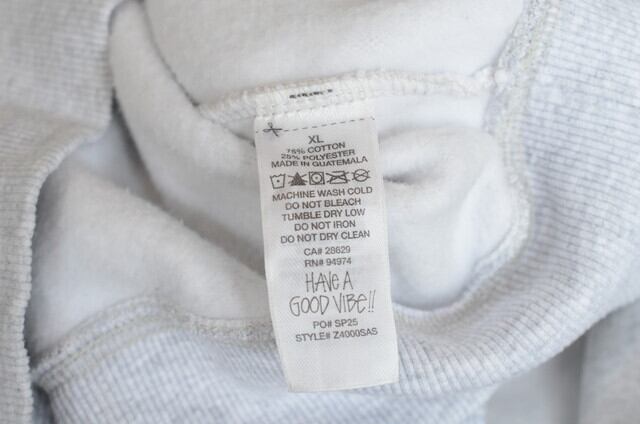 XL
75% COTTON
25% POLYESTER
MADE IN GUATEMALA
MACHINE WASH COLD
DO NOT BLEACH
TUMBLE DRY LOW
DO NOT IRON
DO NOT DRY CLEAN
CA# 28629
RN# 94974
HAVE A
GOOD VIBE!!
PO# SP25
STYLE# Z4000SAS